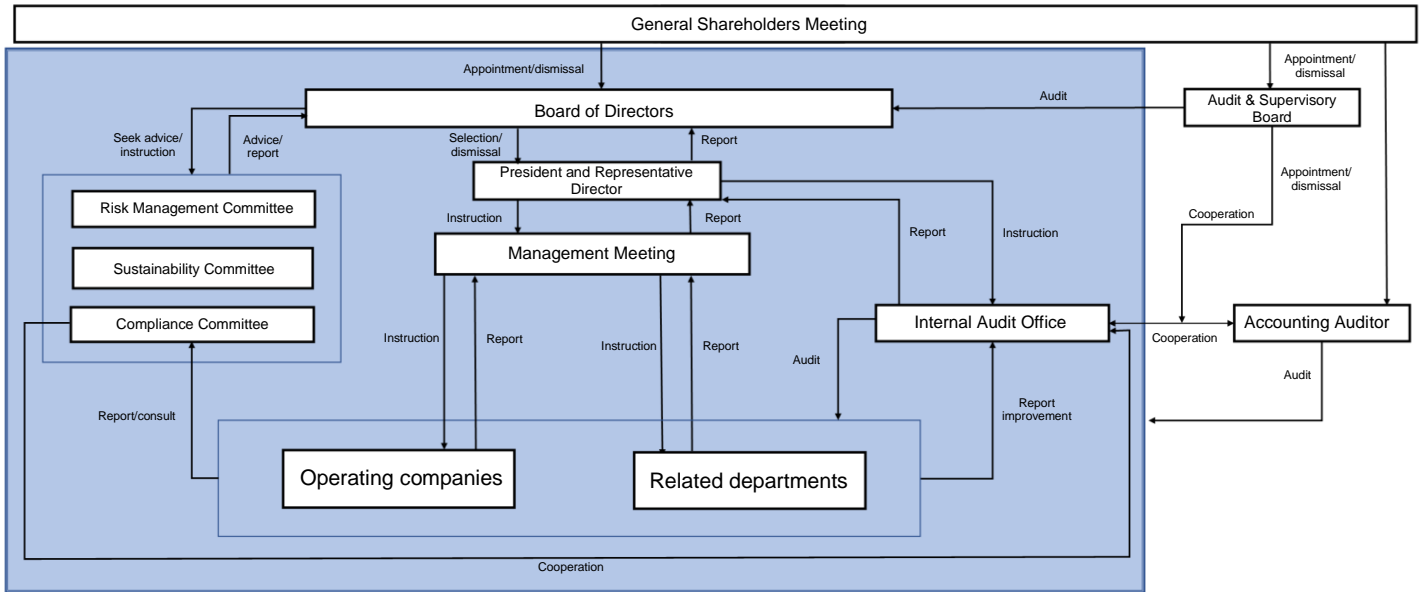 General Shareholders Meeting
Appointment/dismissal
Appointment/
dismissal
Board of Directors
Audit
Audit & Supervisory
Board
Seek advice/
instruction
Advice/
report
Selection/
dismissal
Report
President and Representative
Director
Appointment/
dismissal
Risk Management Committee
Instruction
Report
Cooperation
Report
Instruction
Management Meeting
Sustainability Committee
Compliance Committee
Internal Audit Office
Accounting Auditor
Instruction
Report
Instruction
Report
Cooperation
Audit
Audit
Report/consult
Report
improvement
Operating companies
Related departments
Cooperation